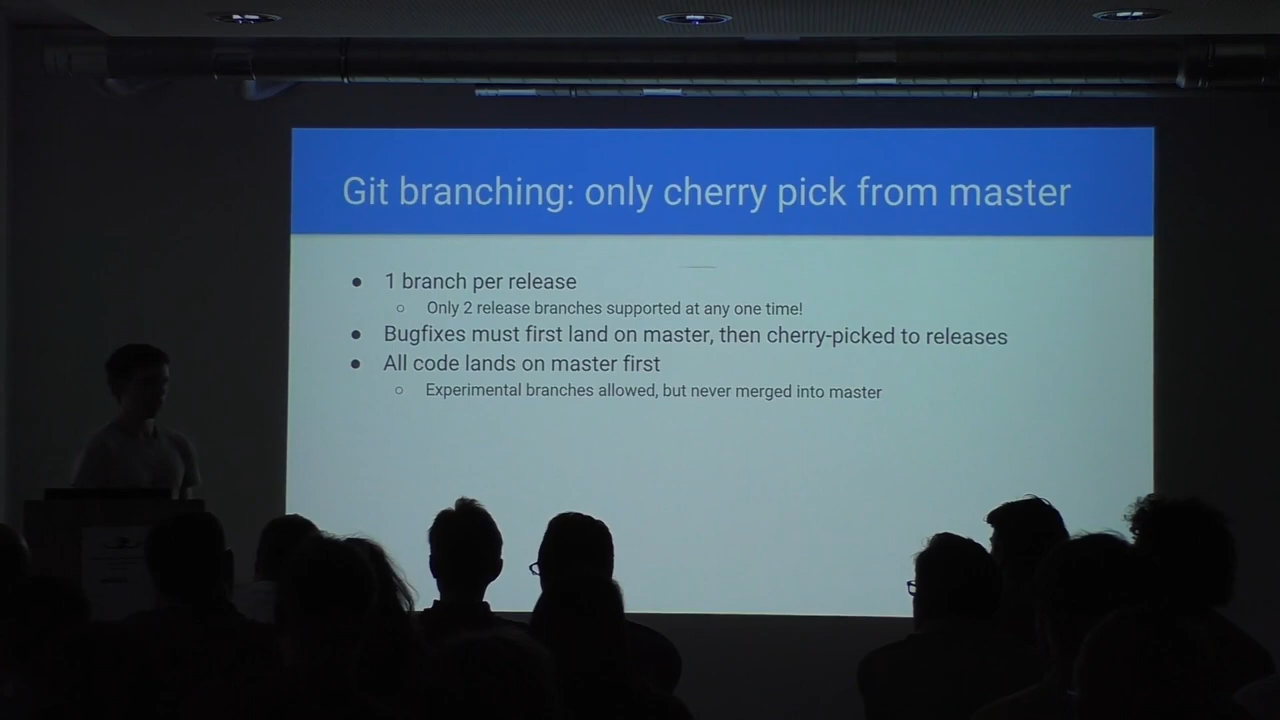 Git branching: only cherry pick from master
● 1 branch per release
○ Only 2 release branches supported at any one time!
● Bugfixes must first land on master, then cherry-picked to releases
● All code lands on master first
○ Experimental branches allowed, but never merged into master